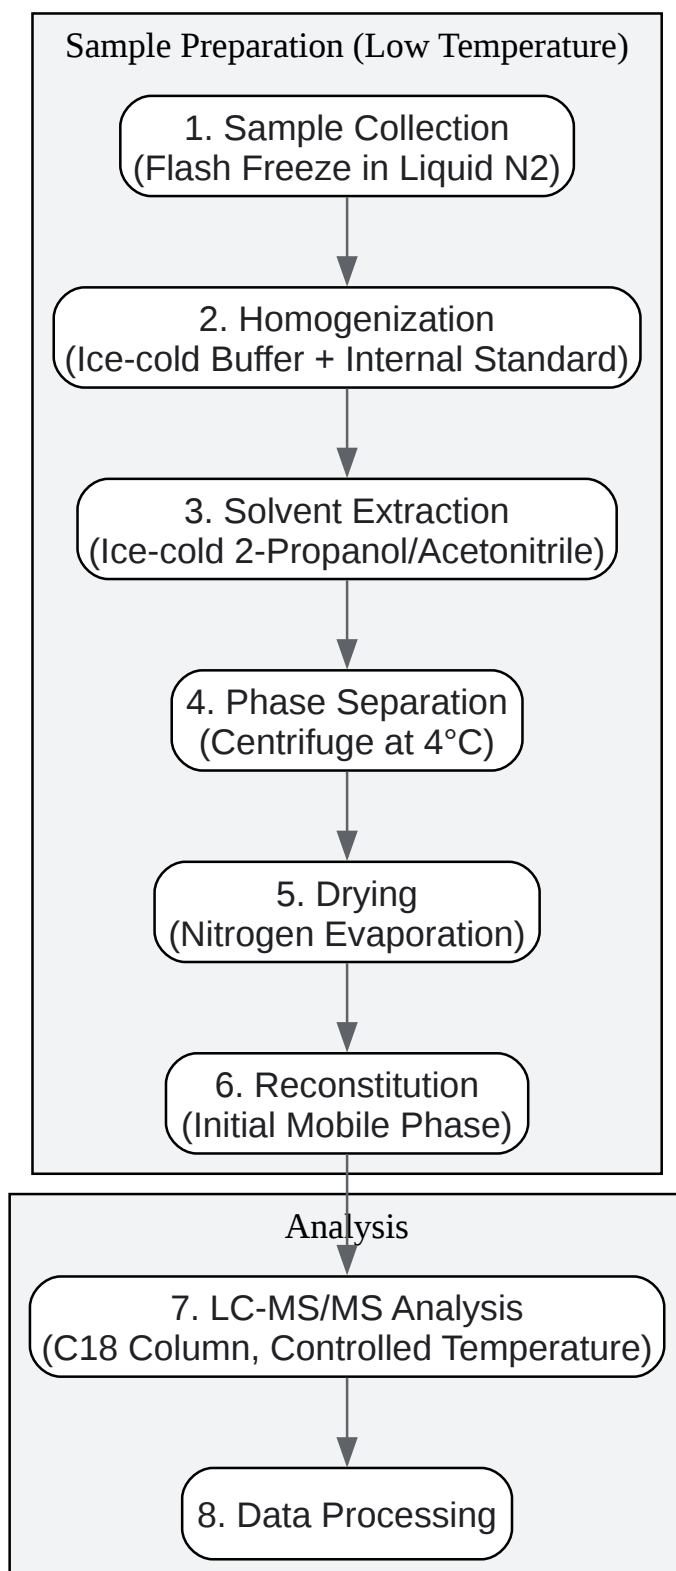 Sample Preparation (Low Temperature)
1. Sample Collection
(Flash Freeze in Liquid N2)
2. Homogenization
(Ice-cold Buffer + Internal Standard)
3. Solvent Extraction
(Ice-cold 2-Propanol/Acetonitrile)
4. Phase Separation
(Centrifuge at 4°C)
5. Drying
(Nitrogen Evaporation)
6. Reconstitution
(Initial Mobile Phase)
Analysis
7. LC-MS/MS Analysis
(C18 Column, Controlled Temperature)
8. Data Processing